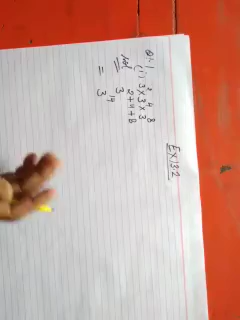 Ex 13.2
Q1. (i) 3² × 3⁴ × 3⁸
Sol = 3²⁺⁴⁺⁸
= 3¹⁴